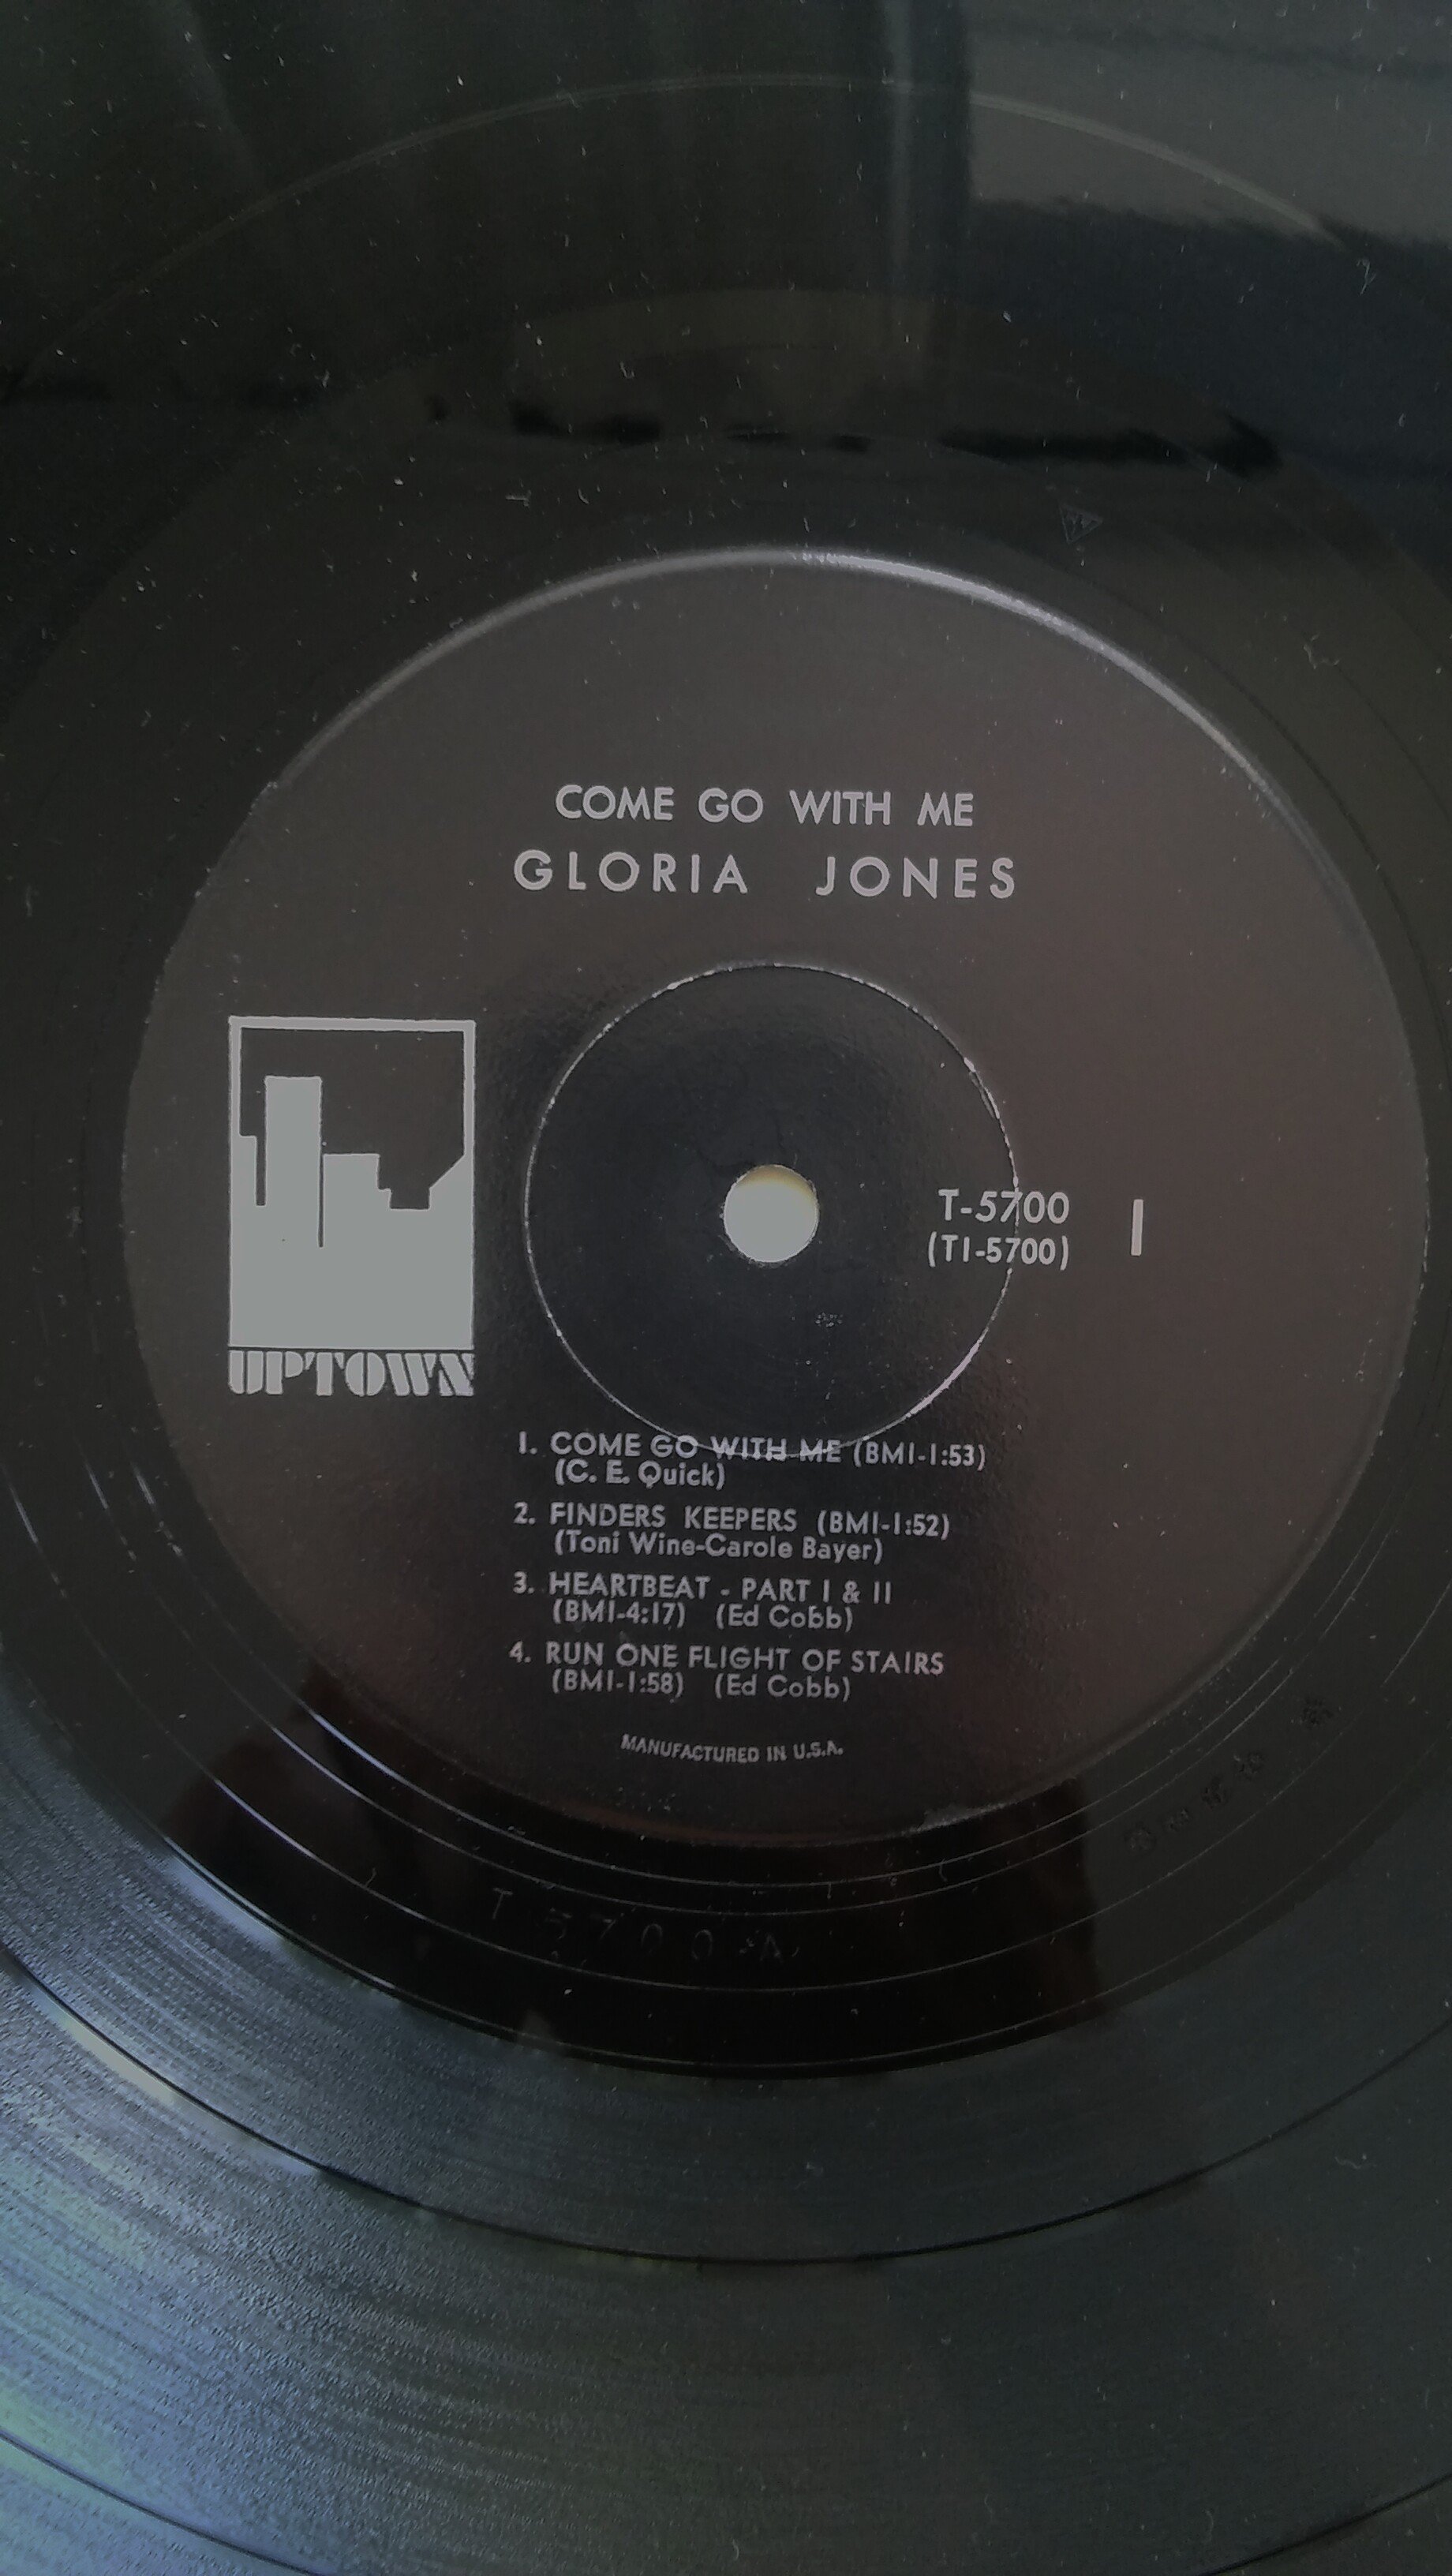 COME GO WITH ME
GLORIA JONES
T-5700
(TI-5700)
I
UPTOWN
1. COME GO WITH ME (BMI-1:53)
(C. E. Quick)
2. FINDERS KEEPERS (BMI-1:52)
(Toni Wine-Carole Bayer)
3. HEARTBEAT - PART I & II
(BMI-4:17) (Ed Cobb)
4. RUN ONE FLIGHT OF STAIRS
(BMI-1:58) (Ed Cobb)
MANUFACTURED IN U.S.A.
T 5700